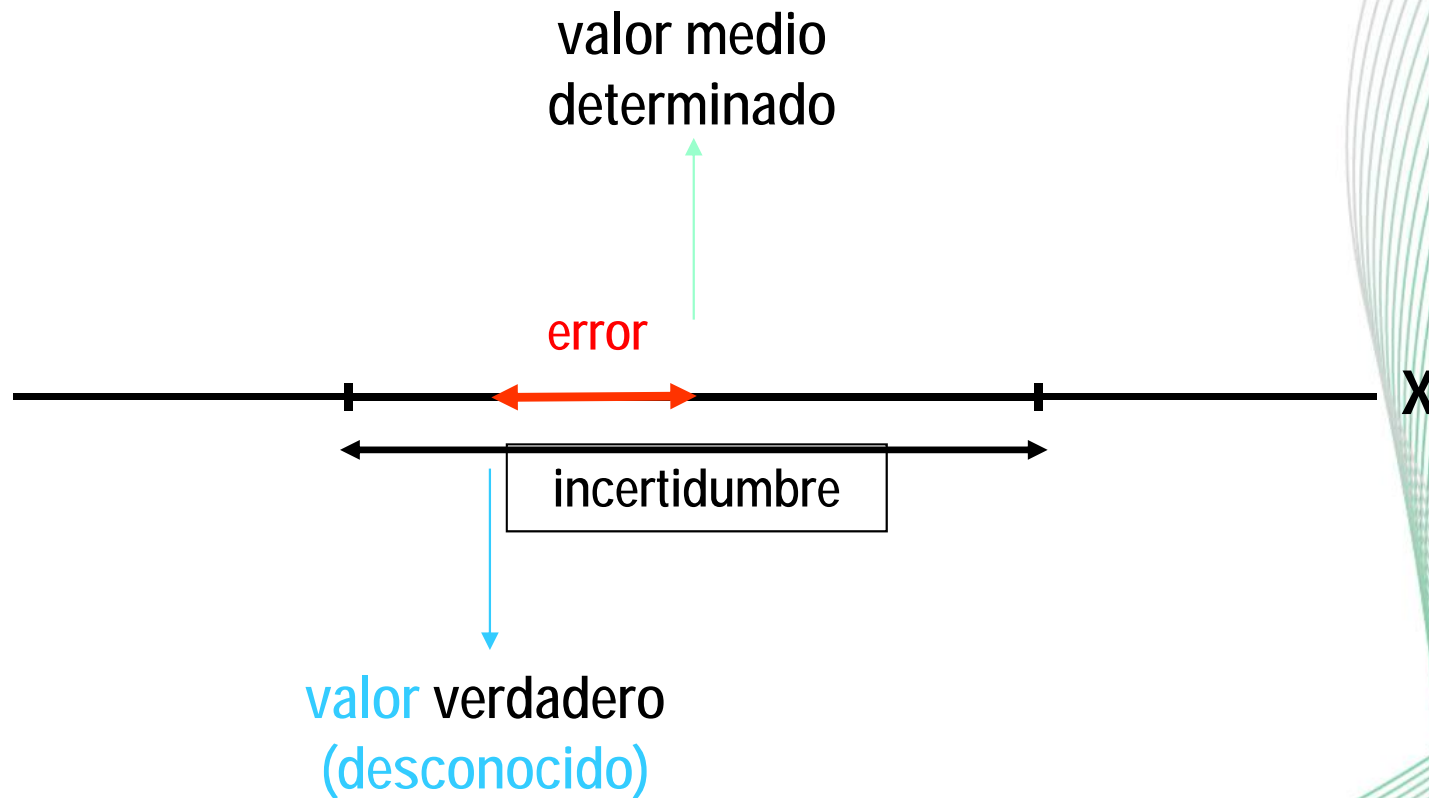 valor medio
determinado
error
X
incertidumbre
valor verdadero
(desconocido)